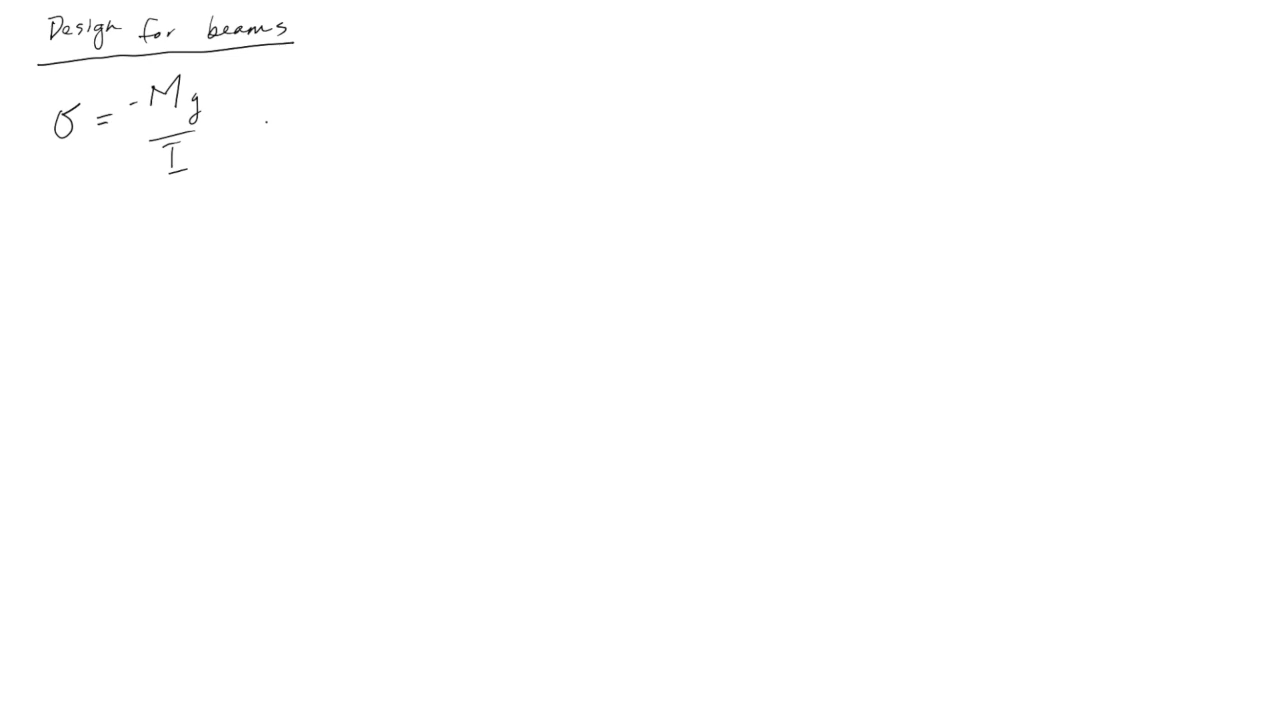 Design for beams
σ = -My/I